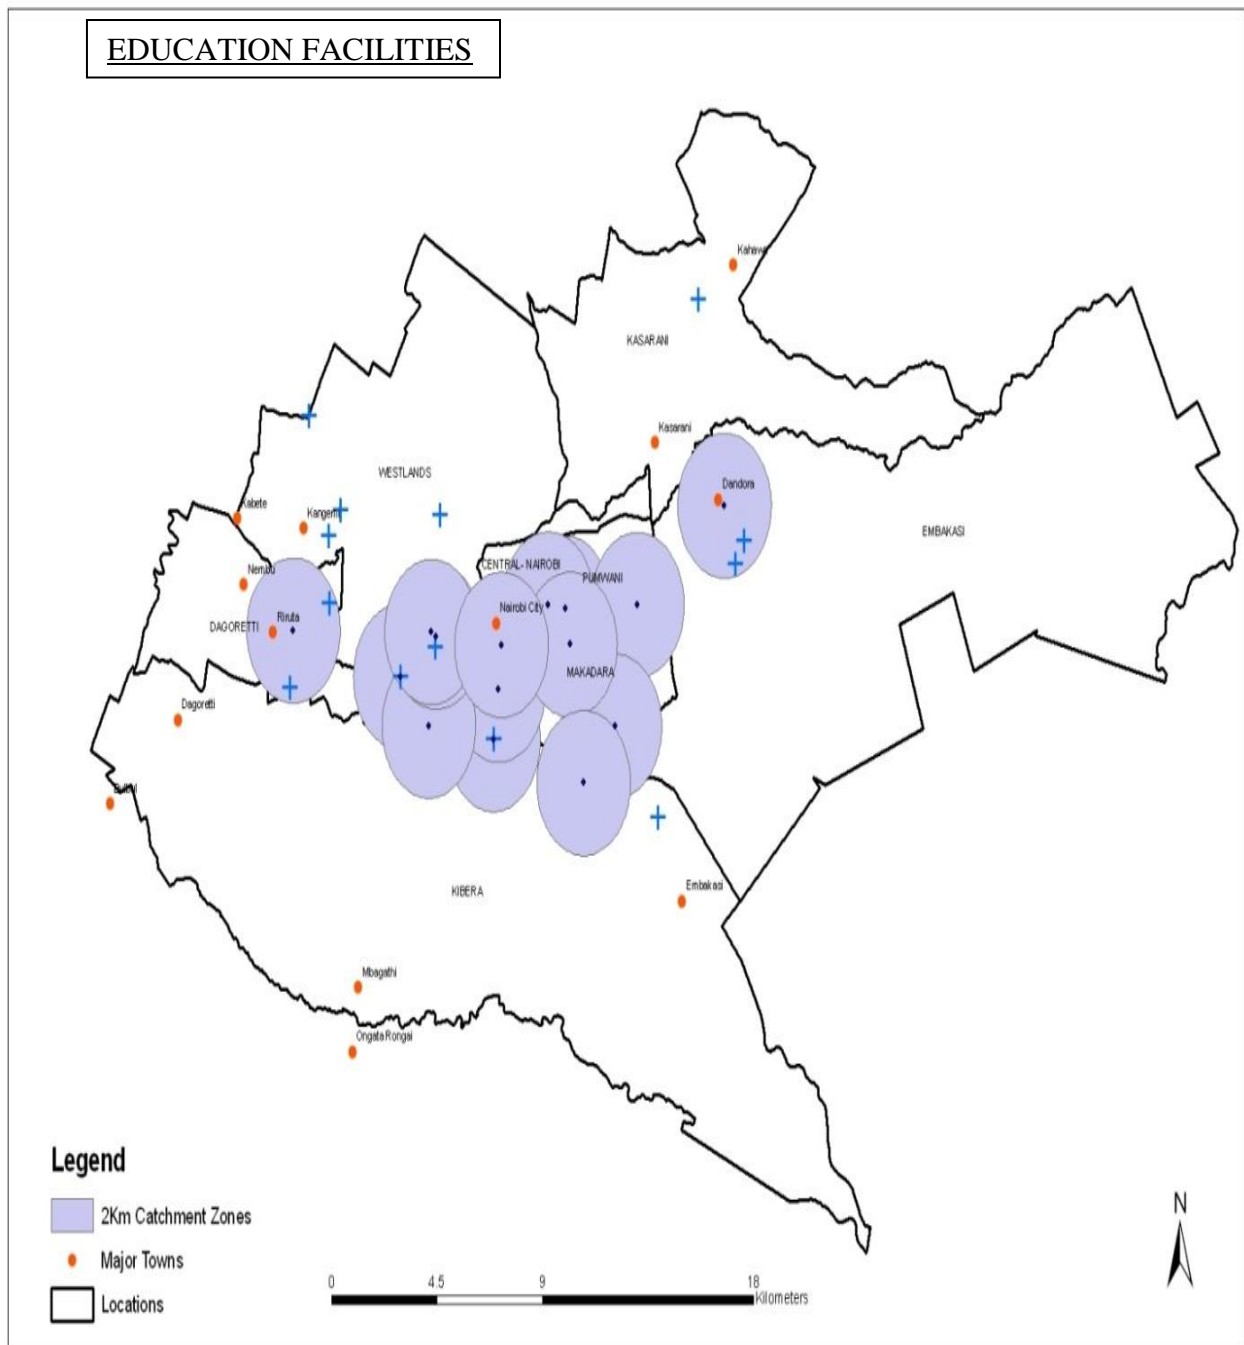 EDUCATION FACILITIES
Kahawa
KASARANI
Kasarani
WESTLANDS
Dandora
Kabete
Kangemi
EMBAKASI
CENTRAL-NAIROBI
PUMWANI
Nairobi City
Riruta
DAGORETTI
MAKADARA
Dagoretti
Embakasi
KIBERA
Mbagathi
Ongata Rongai
Legend
2Km Catchment Zones
Major Towns
Locations
0 4.5 9 18
Kilometers
N